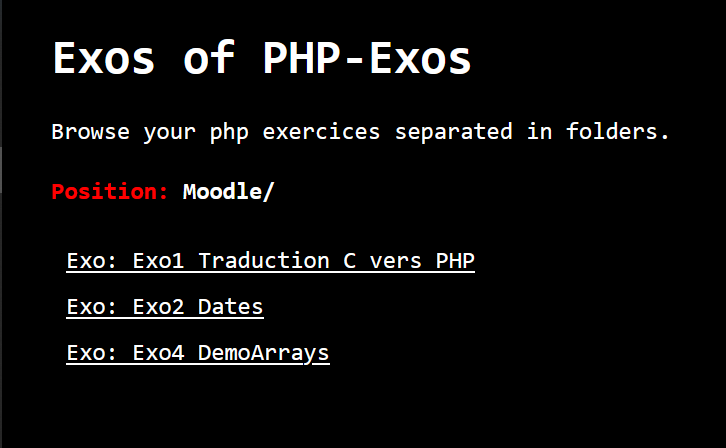 Exos of PHP-Exos
Browse your php exercices separated in folders.
Position: Moodle/
Exo: Exo1 Traduction C vers PHP
Exo: Exo2 Dates
Exo: Exo4 DemoArrays